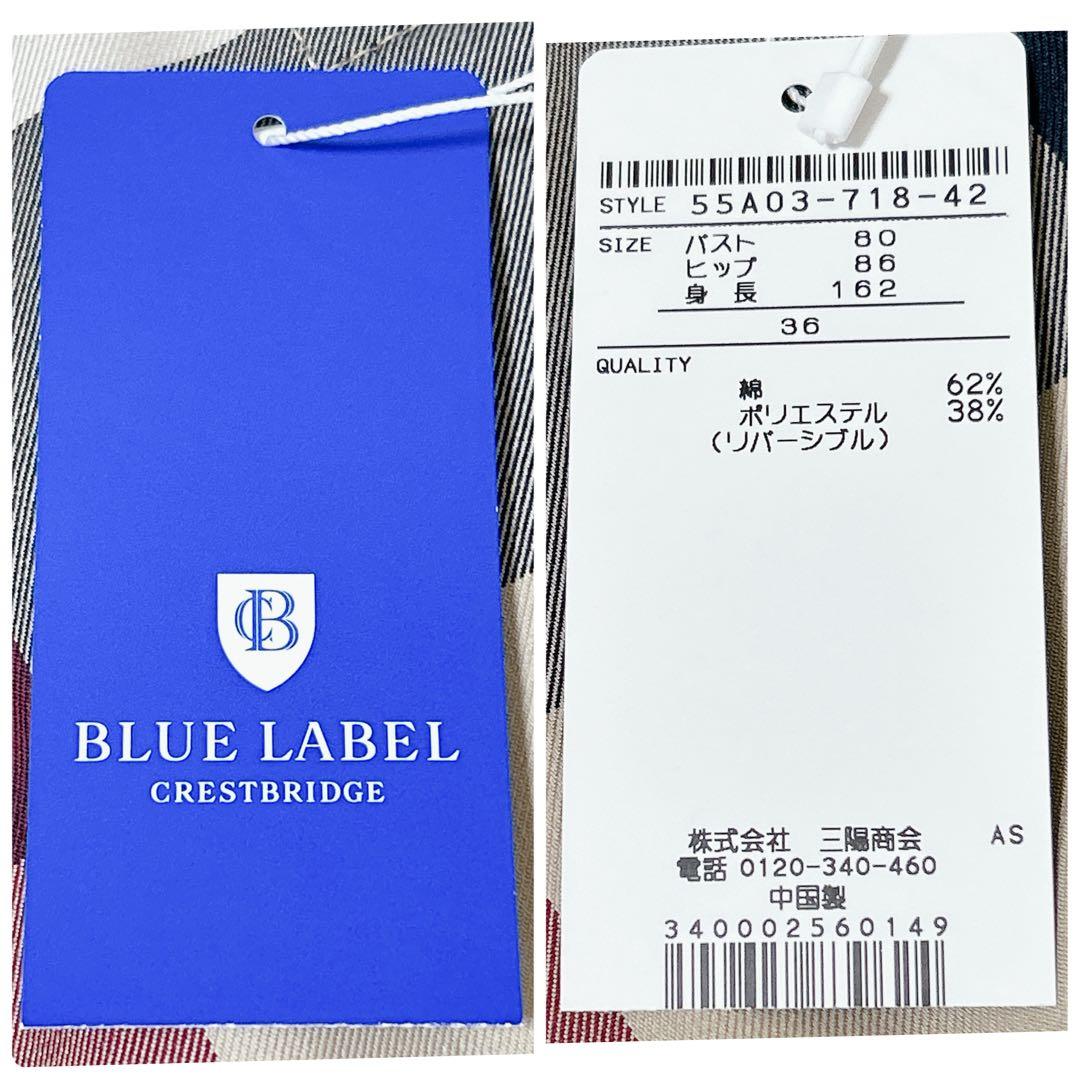 CB
BLUE LABEL
CRESTBRIDGE
STYLE 55A03-718-42
SIZE バスト 80
ヒップ 86
身長 162
36
QUALITY
綿 62%
ポリエステル 38%
(リバーシブル)
株式会社 三陽商会 AS
電話 0120-340-460
中国製
340002560149